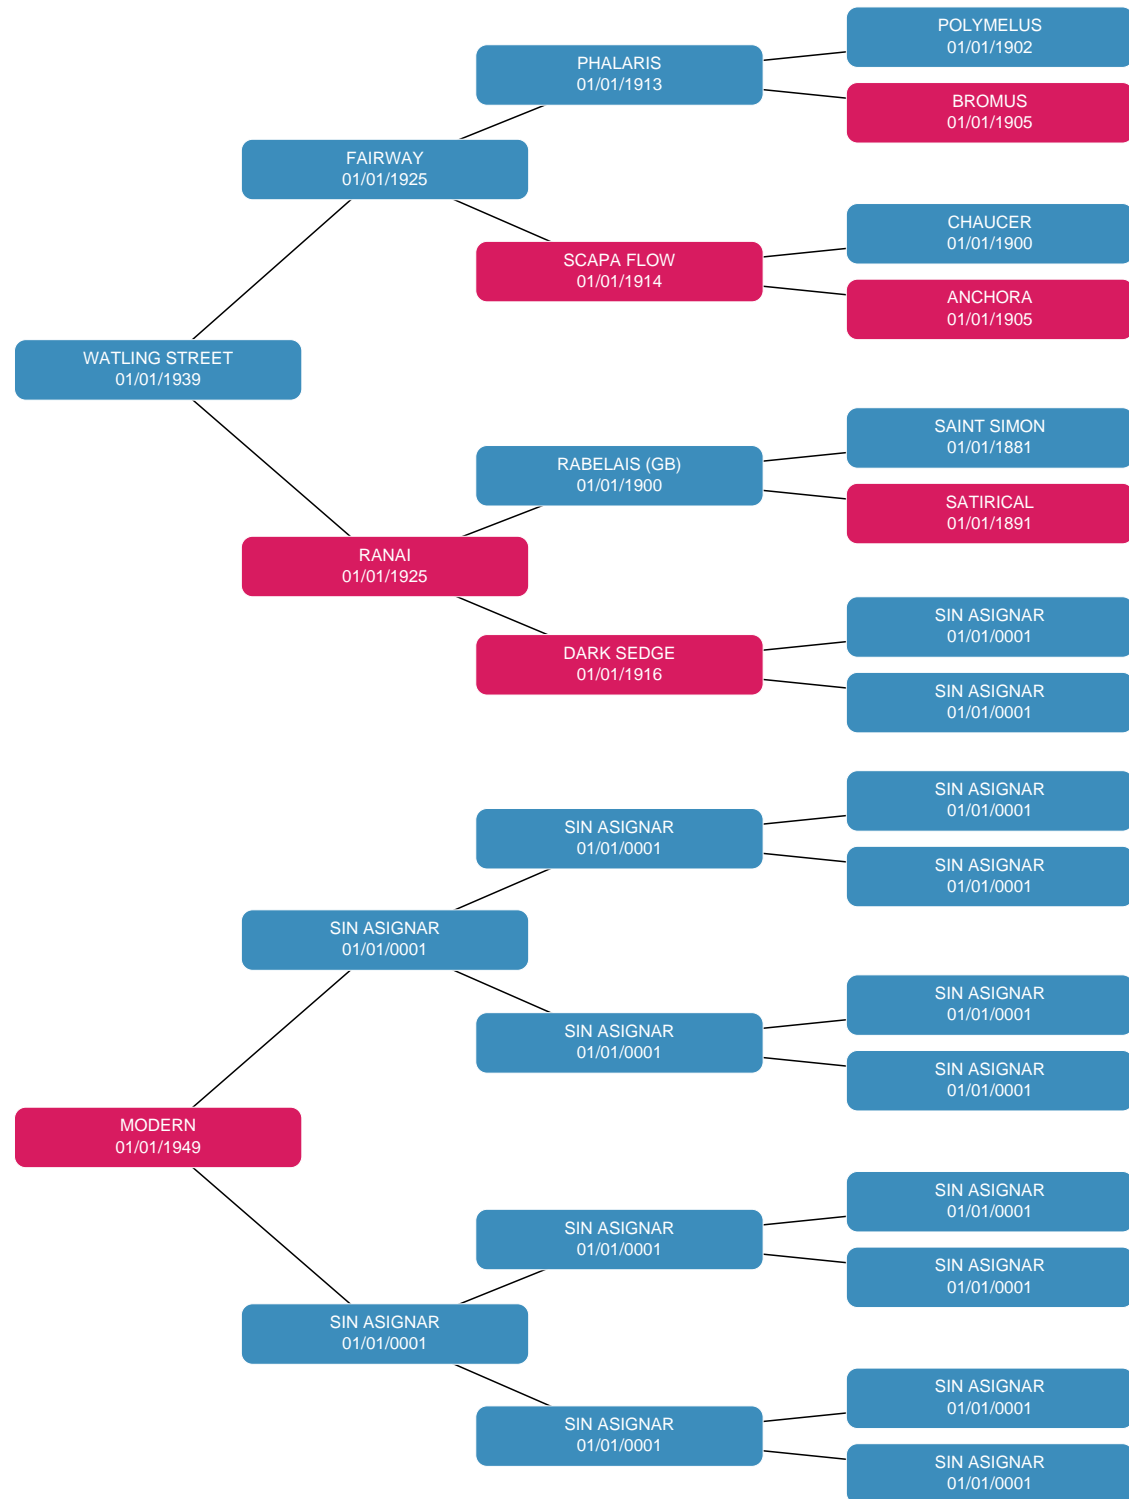 POLYMELUS
01/01/1902
PHALARIS
01/01/1913
BROMUS
01/01/1905
FAIRWAY
01/01/1925
CHAUCER
01/01/1900
SCAPA FLOW
01/01/1914
ANCHORA
01/01/1905
WATLING STREET
01/01/1939
SAINT SIMON
01/01/1881
RABELAIS (GB)
01/01/1900
SATIRICAL
01/01/1891
RANAI
01/01/1925
SIN ASIGNAR
01/01/0001
DARK SEDGE
01/01/1916
SIN ASIGNAR
01/01/0001
SIN ASIGNAR
01/01/0001
SIN ASIGNAR
01/01/0001
SIN ASIGNAR
01/01/0001
SIN ASIGNAR
01/01/0001
SIN ASIGNAR
01/01/0001
SIN ASIGNAR
01/01/0001
SIN ASIGNAR
01/01/0001
MODERN
01/01/1949
SIN ASIGNAR
01/01/0001
SIN ASIGNAR
01/01/0001
SIN ASIGNAR
01/01/0001
SIN ASIGNAR
01/01/0001
SIN ASIGNAR
01/01/0001
SIN ASIGNAR
01/01/0001
SIN ASIGNAR
01/01/0001